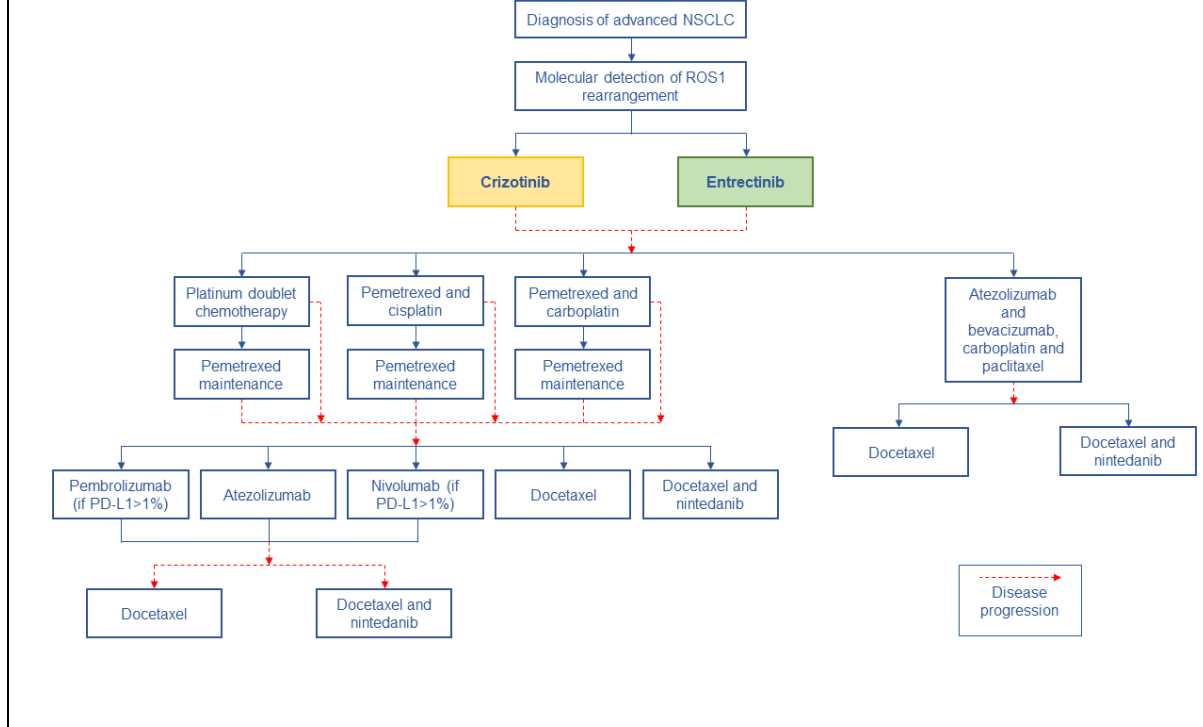 Diagnosis of advanced NSCLC
Molecular detection of ROS1
rearrangement
Crizotinib
Entrectinib
Platinum doublet
chemotherapy
Pemetrexed and
cisplatin
Pemetrexed and
carboplatin
Atezolizumab
and
bevacizumab,
carboplatin and
paclitaxel
Pemetrexed
maintenance
Pemetrexed
maintenance
Pemetrexed
maintenance
Docetaxel
Docetaxel and
nintedanib
Pembrolizumab
(if PD-L1>1%)
Atezolizumab
Nivolumab (if
PD-L1>1%)
Docetaxel
Docetaxel and
nintedanib
Docetaxel
Docetaxel and
nintedanib
Disease
progression